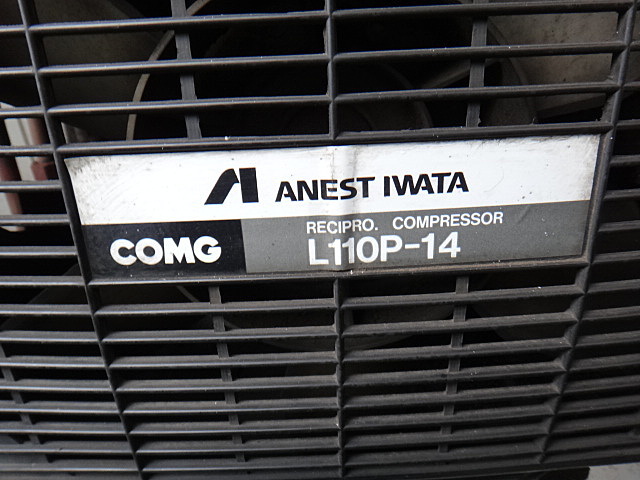 ANEST IWATA
RECIPRO. COMPRESSOR
COMG L110P-14